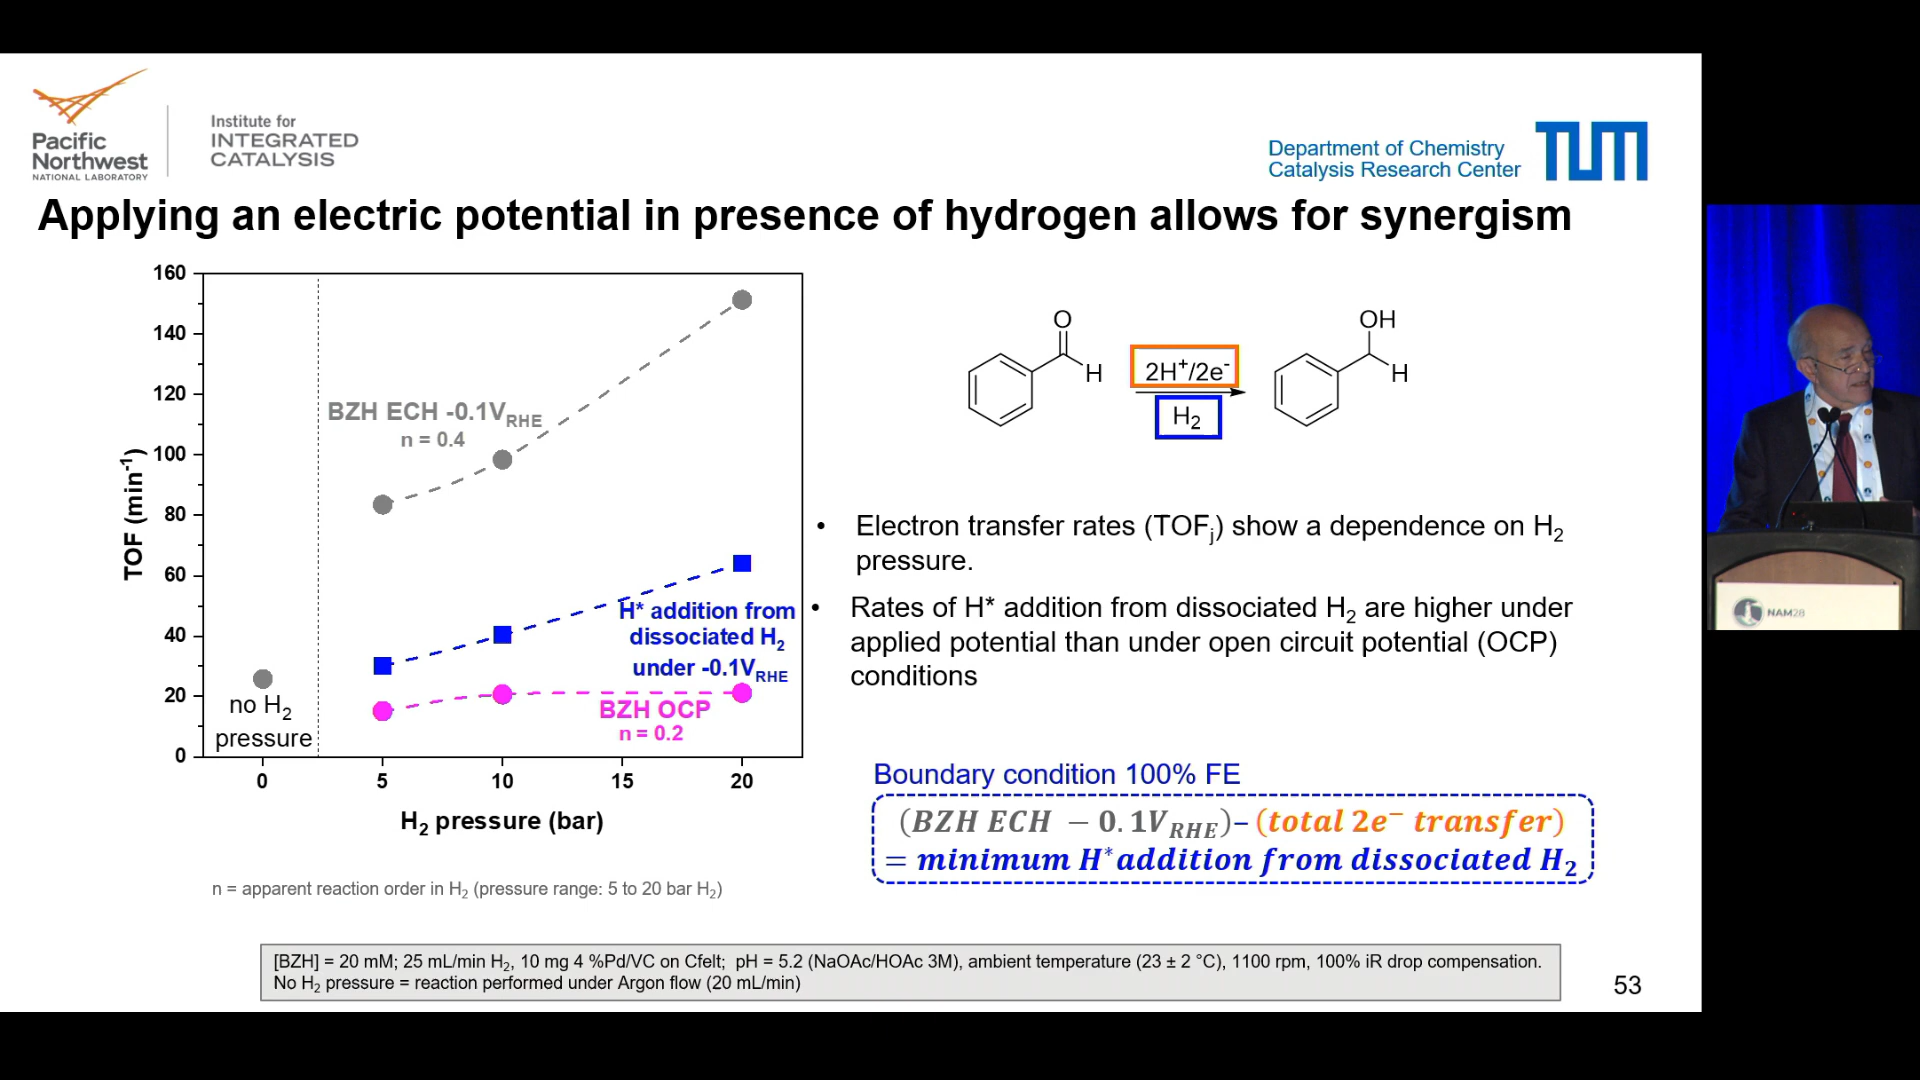 Pacific
Northwest
NATIONAL LABORATORY
Institute for
INTEGRATED
CATALYSIS
Department of Chemistry
Catalysis Research Center
TUM
Applying an electric potential in presence of hydrogen allows for synergism
160
140
120
100
80
60
40
20
0
TOF (min⁻¹)
BZH ECH -0.1V_RHE
n = 0.4
H* addition from
dissociated H₂
under -0.1V_RHE
BZH OCP
n = 0.2
no H₂
pressure
0 5 10 15 20
H₂ pressure (bar)
n = apparent reaction order in H₂ (pressure range: 5 to 20 bar H₂)
O
H
2H⁺/2e⁻
H₂
OH
H
• Electron transfer rates (TOFⱼ) show a dependence on H₂
pressure.
• Rates of H* addition from dissociated H₂ are higher under
applied potential than under open circuit potential (OCP)
conditions
Boundary condition 100% FE
(BZH ECH − 0.1V_RHE)– (total 2e⁻ transfer)
= minimum H*addition from dissociated H₂
[BZH] = 20 mM; 25 mL/min H₂, 10 mg 4 %Pd/VC on Cfelt; pH = 5.2 (NaOAc/HOAc 3M), ambient temperature (23 ± 2 °C), 1100 rpm, 100% iR drop compensation.
No H₂ pressure = reaction performed under Argon flow (20 mL/min)
53
NAM28